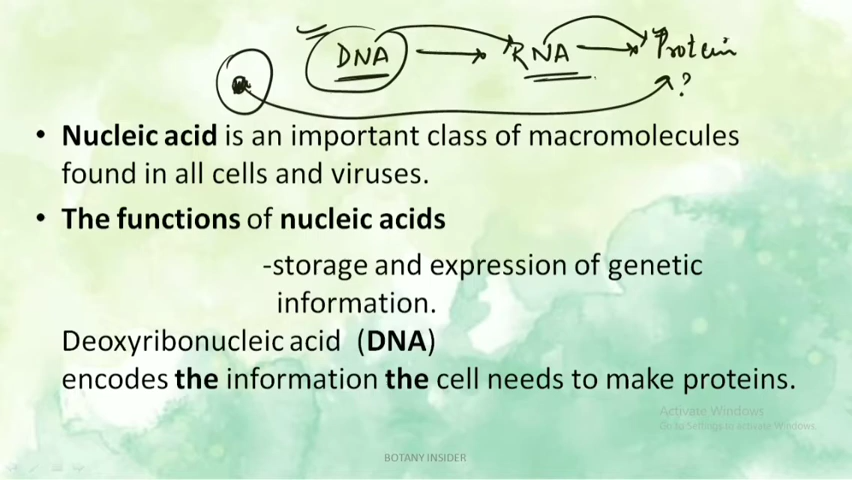 DNA → RNA → Protein
?
• Nucleic acid is an important class of macromolecules
found in all cells and viruses.
• The functions of nucleic acids
-storage and expression of genetic
information.
Deoxyribonucleic acid (DNA)
encodes the information the cell needs to make proteins.
Activate Windows
Go to Settings to activate Windows.
BOTANY INSIDER